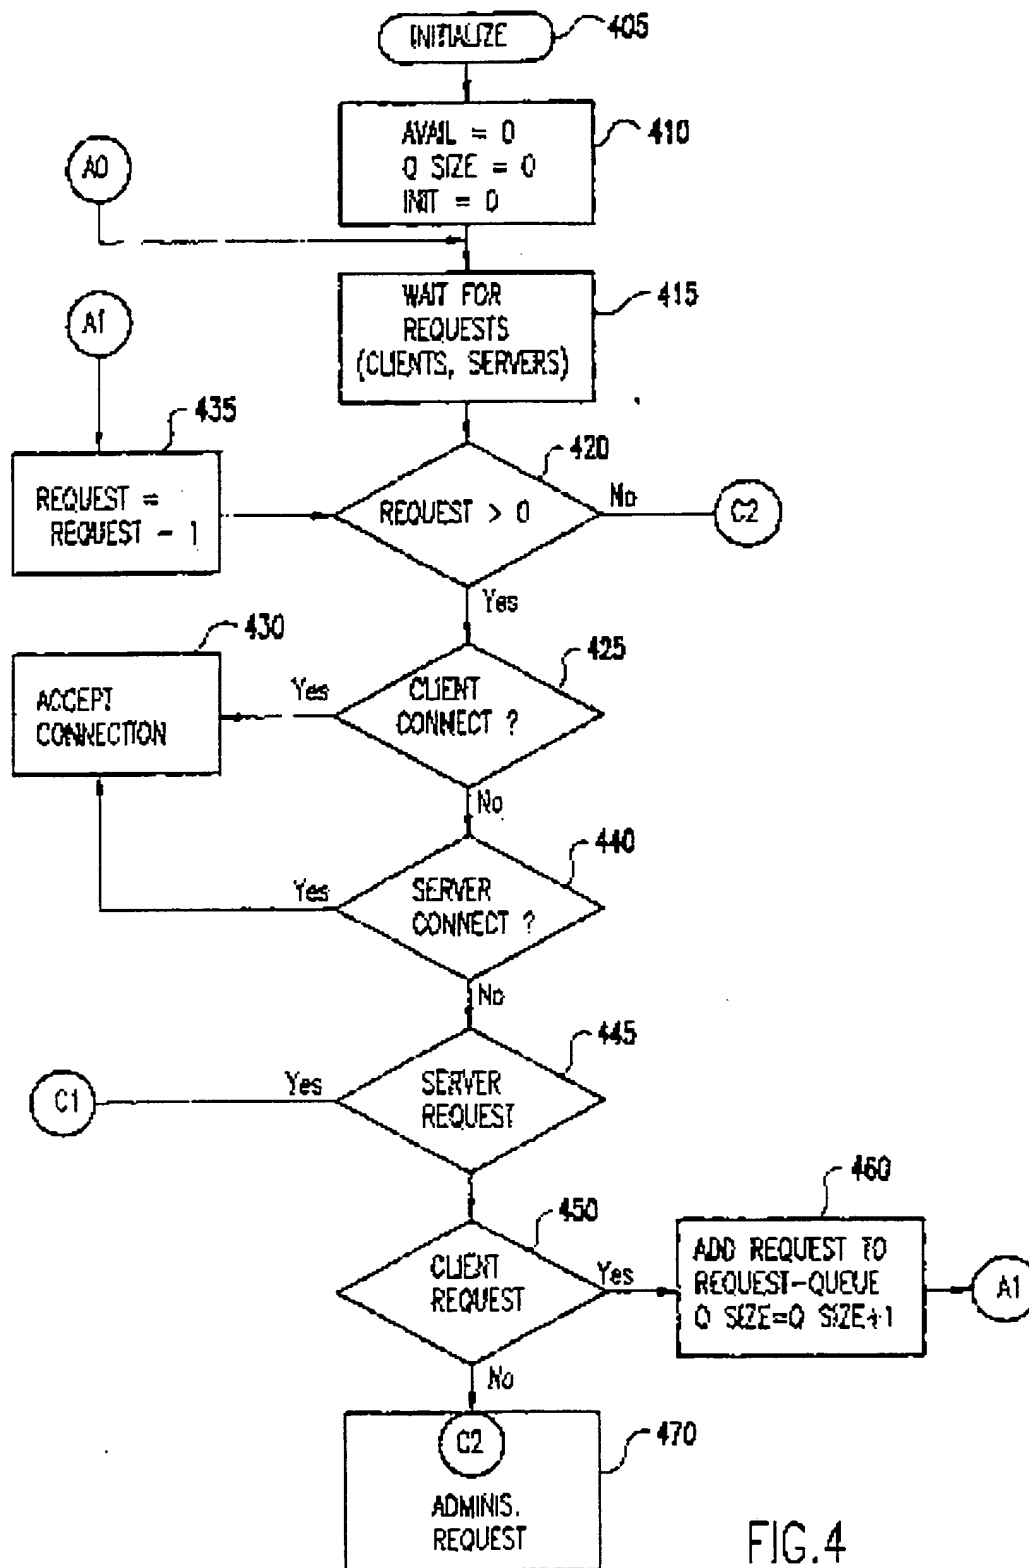 INITIALIZE
405
AVAIL = 0
Q SIZE = 0
INIT = 0
410
A0
WAIT FOR
REQUESTS
(CLIENTS, SERVERS)
415
A1
435
REQUEST =
REQUEST - 1
420
REQUEST > 0
No
C2
Yes
430
ACCEPT
CONNECTION
Yes
425
CLIENT
CONNECT ?
No
440
Yes
SERVER
CONNECT ?
No
445
C1
Yes
SERVER
REQUEST
450
CLIENT
REQUEST
Yes
460
ADD REQUEST TO
REQUEST-QUEUE
Q SIZE=Q SIZE+1
A1
No
C2
470
ADMINIS.
REQUEST
FIG.4